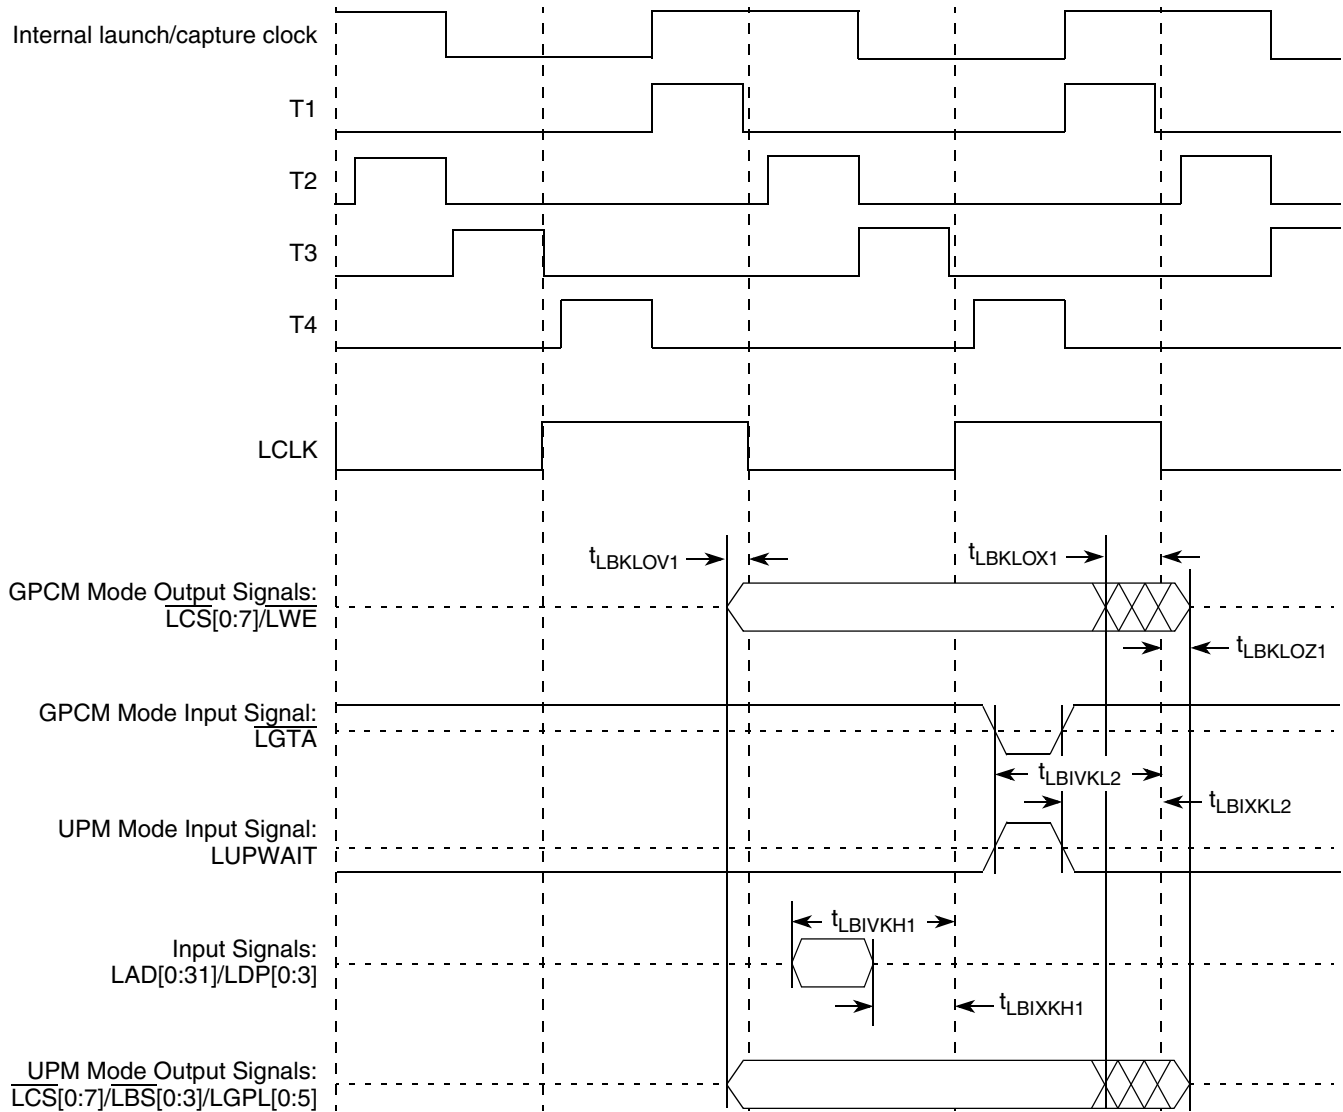 Internal launch/capture clock
T1
T2
T3
T4
LCLK
tLBKLOV1
tLBKLOX1
GPCM Mode Output Signals:
LCS[0:7]/LWE
tLBKLOZ1
GPCM Mode Input Signal:
LGTA
tLBIVKL2
tLBIXKL2
UPM Mode Input Signal:
LUPWAIT
tLBIVKH1
Input Signals:
LAD[0:31]/LDP[0:3]
tLBIXKH1
UPM Mode Output Signals:
LCS[0:7]/LBS[0:3]/LGPL[0:5]